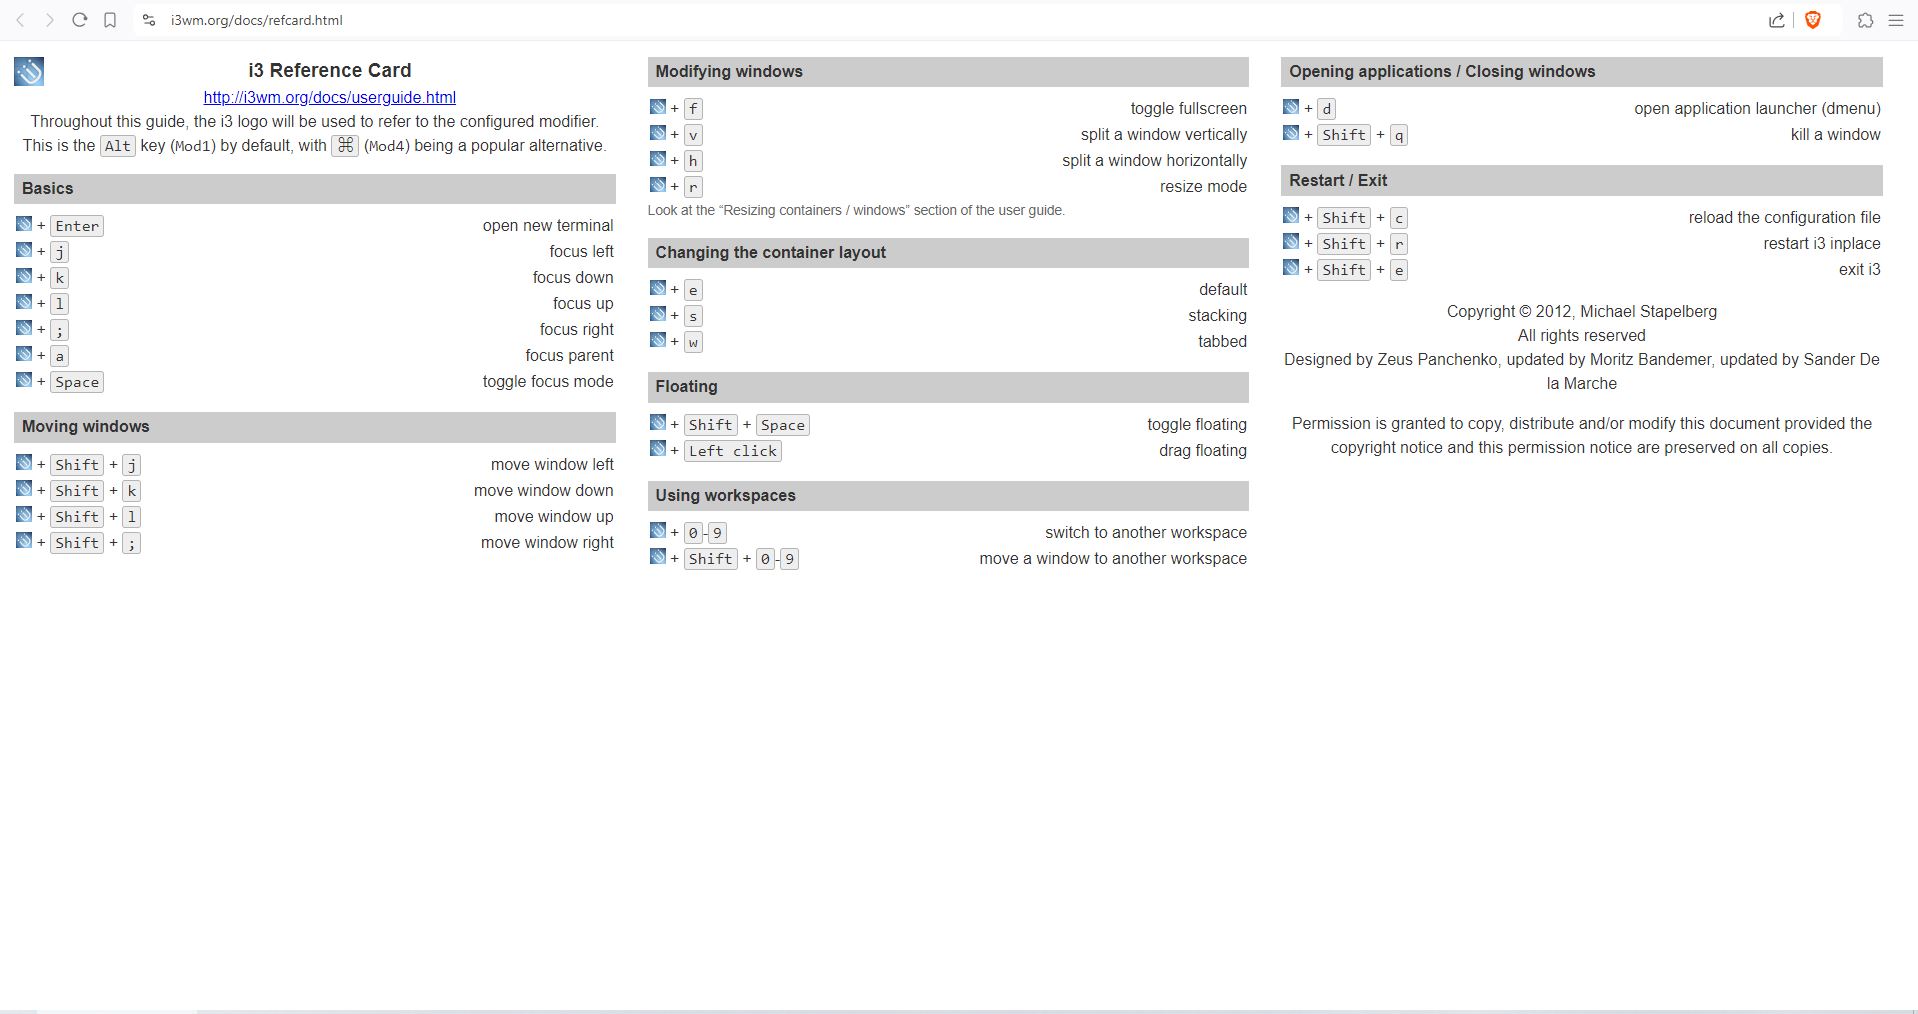 i3wm.org/docs/refcard.html
i3 Reference Card
http://i3wm.org/docs/userguide.html
Throughout this guide, the i3 logo will be used to refer to the configured modifier.
This is the Alt key (Mod1) by default, with ⌘ (Mod4) being a popular alternative.
Basics
+ Enter open new terminal
+ j focus left
+ k focus down
+ l focus up
+ ; focus right
+ a focus parent
+ Space toggle focus mode
Moving windows
+ Shift + j move window left
+ Shift + k move window down
+ Shift + l move window up
+ Shift + ; move window right
Modifying windows
+ f toggle fullscreen
+ v split a window vertically
+ h split a window horizontally
+ r resize mode
Look at the “Resizing containers / windows” section of the user guide.
Changing the container layout
+ e default
+ s stacking
+ w tabbed
Floating
+ Shift + Space toggle floating
+ Left click drag floating
Using workspaces
+ 0-9 switch to another workspace
+ Shift + 0-9 move a window to another workspace
Opening applications / Closing windows
+ d open application launcher (dmenu)
+ Shift + q kill a window
Restart / Exit
+ Shift + c reload the configuration file
+ Shift + r restart i3 inplace
+ Shift + e exit i3
Copyright © 2012, Michael Stapelberg
All rights reserved
Designed by Zeus Panchenko, updated by Moritz Bandemer, updated by Sander De
la Marche
Permission is granted to copy, distribute and/or modify this document provided the
copyright notice and this permission notice are preserved on all copies.